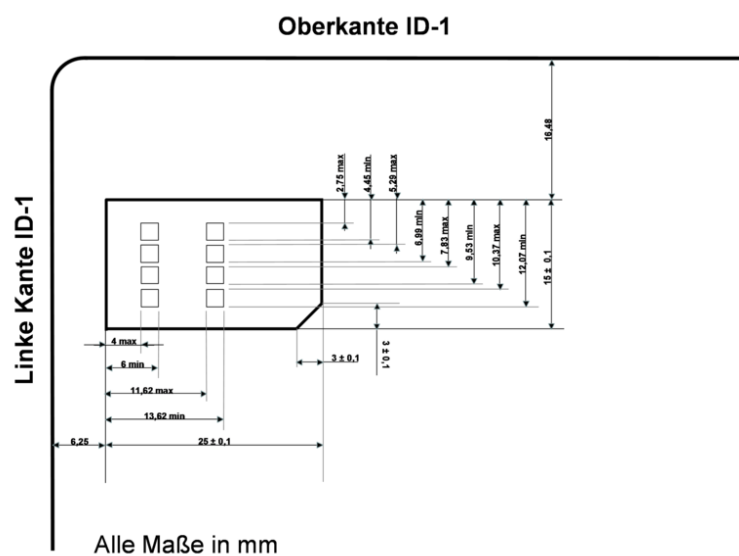 Oberkante ID-1
Linke Kante ID-1
16,48
2,75 max
4,45 min
5,29 max
6,99 min
7,83 max
9,53 min
10,37 max
12,07 min
15 ± 0,1
4 max
6 min
11,62 max
13,62 min
3 ± 0,1
3 ± 0,1
6,25
25 ± 0,1
Alle Maße in mm